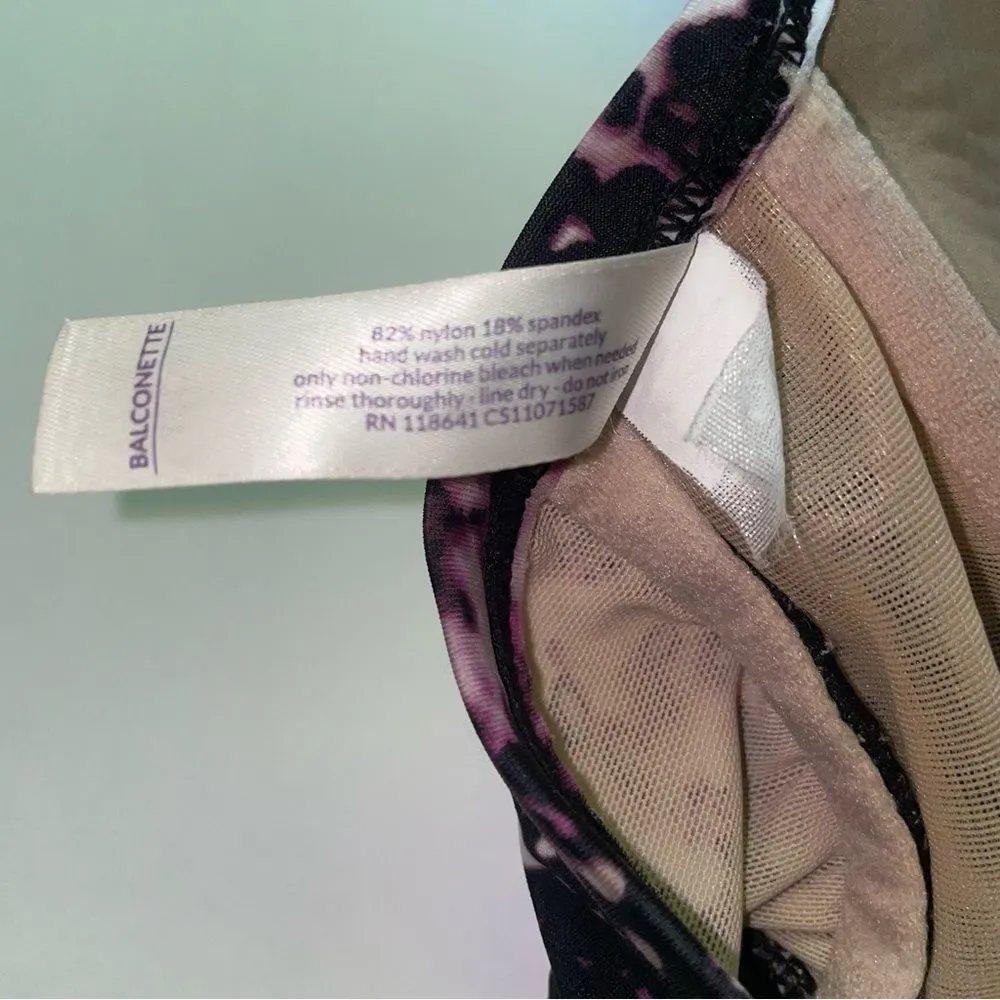 BALCONETTE
82% nylon 18% spandex
hand wash cold separately
only non-chlorine bleach when needed
rinse thoroughly - line dry - do not iron
RN 118641 CS11071587